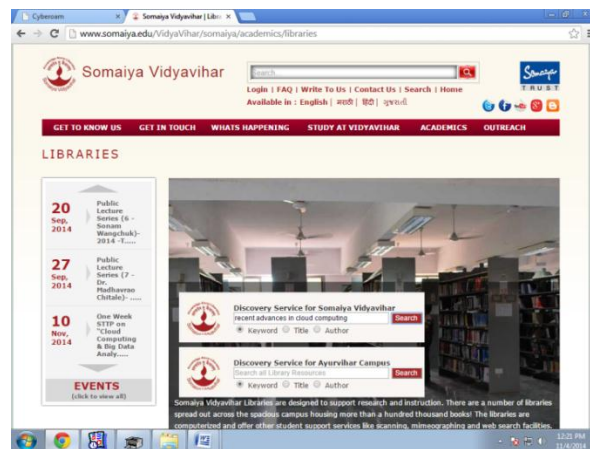 Cyberoam
Somaiya Vidyavihar | Libra
www.somaiya.edu/VidyaVihar/somaiya/academics/libraries
Somaiya Vidyavihar
Search...
Somaiya
TRUST
Login | FAQ | Write To Us | Contact Us | Search | Home
Available in : English | मराठी | हिंदी | ગુજરાતી
GET TO KNOW US GET IN TOUCH WHATS HAPPENING STUDY AT VIDYAVIHAR ACADEMICS OUTREACH
LIBRARIES
20
Sep,
2014
Public
Lecture
Series (6 -
Sonam
Wangchuk)-
2014 -T.....
27
Sep,
2014
Public
Lecture
Series (7 -
Dr.
Madhavrao
Chitale)- .....
10
Nov,
2014
One Week
STTP on
"Cloud
Computing
& Big Data
Analy.....
EVENTS
(click to view all)
Discovery Service for Somaiya Vidyavihar
recent advances in cloud computing Search
Keyword Title Author
Discovery Service for Ayurvihar Campus
Search all Library Resources Search
Keyword Title Author
Somaiya Vidyavihar Libraries are designed to support research and instruction. There are a number of libraries
spread out across the spacious campus housing more than a hundred thousand books! The libraries are
computerized and offer other student support services like scanning, mimeographing and web search facilities.
12:21 PM
11/4/2014